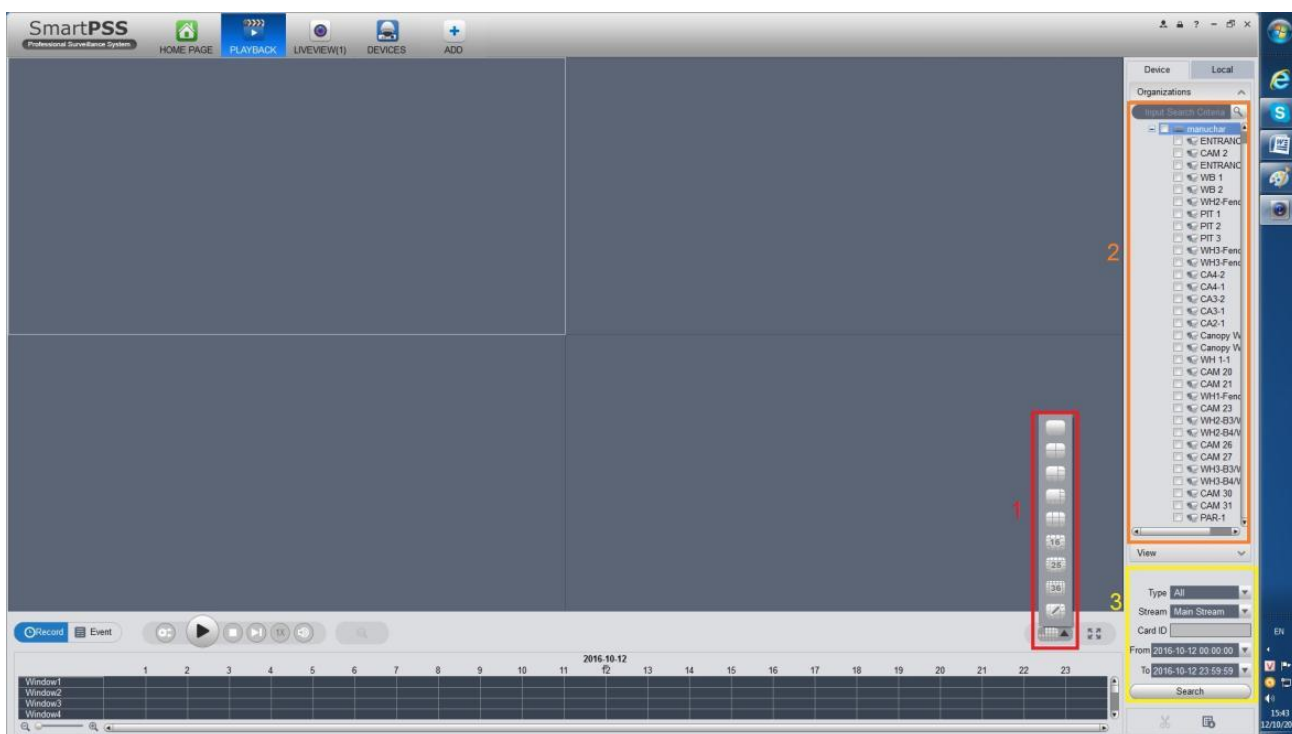 SmartPSS
Professional Surveillance System
HOME PAGE
PLAYBACK
LIVEVIEW(1)
DEVICES
ADD
Device Local
Organizations
Input Search Criteria
manuchar
ENTRANC
CAM 2
ENTRANC
WB 1
WB 2
WH2-Fenc
PIT 1
PIT 2
PIT 3
WH3-Fenc
WH3-Fenc
CA4-2
CA4-1
CA3-2
CA3-1
CA2-1
Canopy W
Canopy W
WH 1-1
CAM 20
CAM 21
WH1-Fenc
CAM 23
WH2-B3/W
WH2-B4/W
CAM 26
CAM 27
WH3-B3/W
WH3-B4/W
CAM 30
CAM 31
PAR-1
2
1
16
25
36
View
3
Type All
Stream Main Stream
Card ID
From 2016-10-12 00:00:00
To 2016-10-12 23:59:59
Search
Record Event
1X
2016-10-12
1 2 3 4 5 6 7 8 9 10 11 12 13 14 15 16 17 18 19 20 21 22 23
Window1
Window2
Window3
Window4
EN
15:43
12/10/20